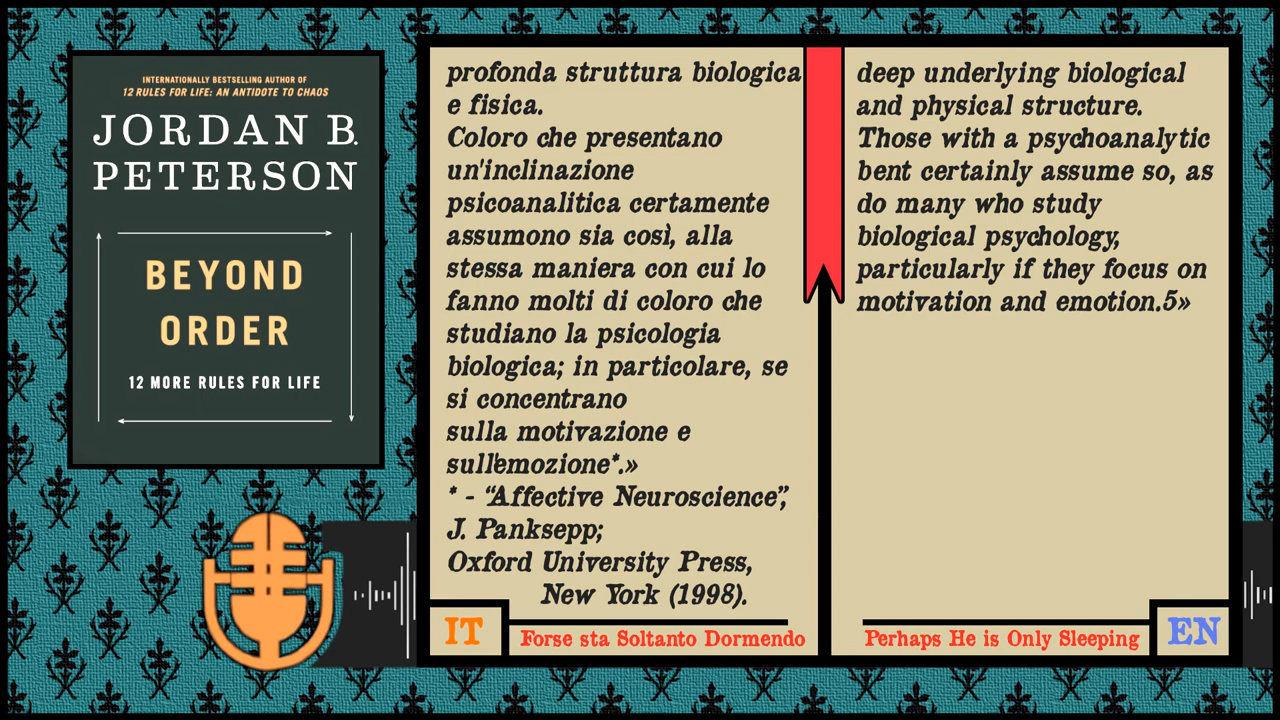 INTERNATIONALLY BESTSELLING AUTHOR OF
12 RULES FOR LIFE: AN ANTIDOTE TO CHAOS
JORDAN B.
PETERSON
BEYOND
ORDER
12 MORE RULES FOR LIFE
profonda struttura biologica
e fisica.
Coloro che presentano
un'inclinazione
psicoanalitica certamente
assumono sia così, alla
stessa maniera con cui lo
fanno molti di coloro che
studiano la psicologia
biologica; in particolare, se
si concentrano
sulla motivazione e
sull'emozione*.»
* - “Affective Neuroscience”,
J. Panksepp;
Oxford University Press,
New York (1998).
IT
Forse sta Soltanto Dormendo
deep underlying biological
and physical structure.
Those with a psychoanalytic
bent certainly assume so, as
do many who study
biological psychology,
particularly if they focus on
motivation and emotion.5»
Perhaps He is Only Sleeping
EN